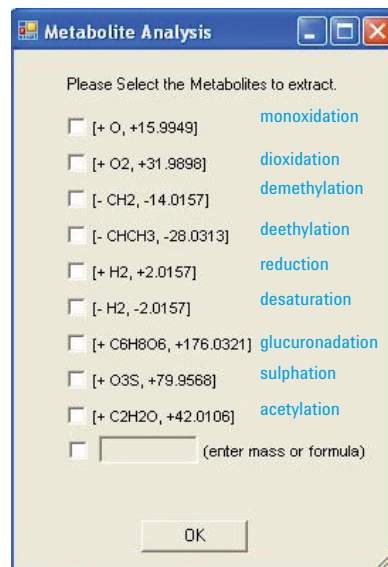 Metabolite Analysis
Please Select the Metabolites to extract.
[+ O, +15.9949] monoxidation
[+ O2, +31.9898] dioxidation
[- CH2, -14.0157] demethylation
[- CHCH3, -28.0313] deethylation
[+ H2, +2.0157] reduction
[- H2, -2.0157] desaturation
[+ C6H8O6, +176.0321] glucuronadation
[+ O3S, +79.9568] sulphation
[+ C2H2O, +42.0106] acetylation
(enter mass or formula)
OK